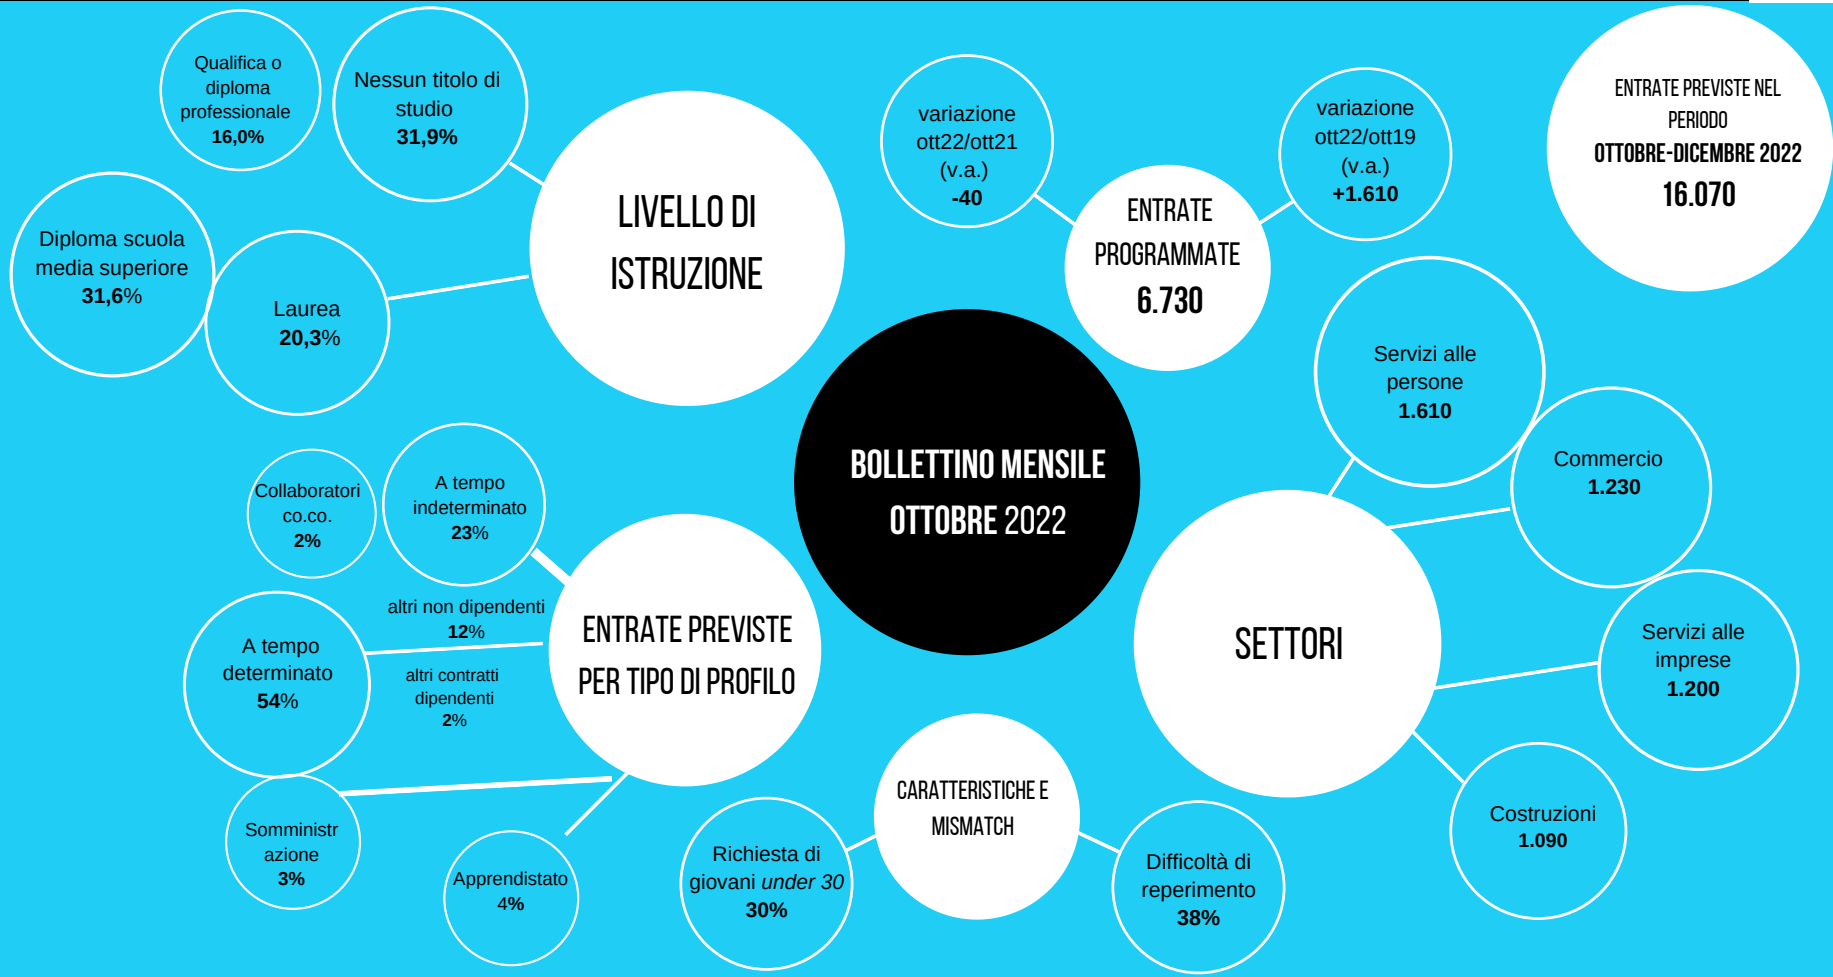 Qualifica o
diploma
professionale
16,0%
Nessun titolo di
studio
31,9%
Diploma scuola
media superiore
31,6%
Laurea
20,3%
LIVELLO DI
ISTRUZIONE
variazione
ott22/ott21
(v.a.)
-40
ENTRATE
PROGRAMMATE
6.730
variazione
ott22/ott19
(v.a.)
+1.610
ENTRATE PREVISTE NEL
PERIODO
OTTOBRE-DICEMBRE 2022
16.070
BOLLETTINO MENSILE
OTTOBRE 2022
Servizi alle
persone
1.610
Commercio
1.230
SETTORI
Servizi alle
imprese
1.200
Costruzioni
1.090
Collaboratori
co.co.
2%
A tempo
indeterminato
23%
altri non dipendenti
12%
A tempo
determinato
54%
altri contratti
dipendenti
2%
ENTRATE PREVISTE
PER TIPO DI PROFILO
Somministr
azione
3%
Apprendistato
4%
CARATTERISTICHE E
MISMATCH
Richiesta di
giovani under 30
30%
Difficoltà di
reperimento
38%